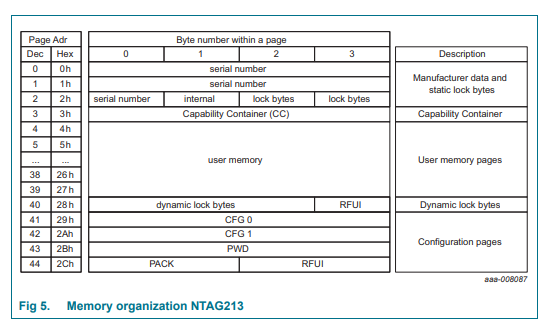 Page Adr Byte number within a page
Dec Hex 0 1 2 3 Description
0 0h serial number Manufacturer data and static lock bytes
1 1h serial number
2 2h serial number internal lock bytes lock bytes
3 3h Capability Container (CC) Capability Container
4 4h user memory User memory pages
5 5h
... ...
38 26h
39 27h
40 28h dynamic lock bytes RFUI Dynamic lock bytes
41 29h CFG 0 Configuration pages
42 2Ah CFG 1
43 2Bh PWD
44 2Ch PACK RFUI
aaa-008087
Fig 5. Memory organization NTAG213